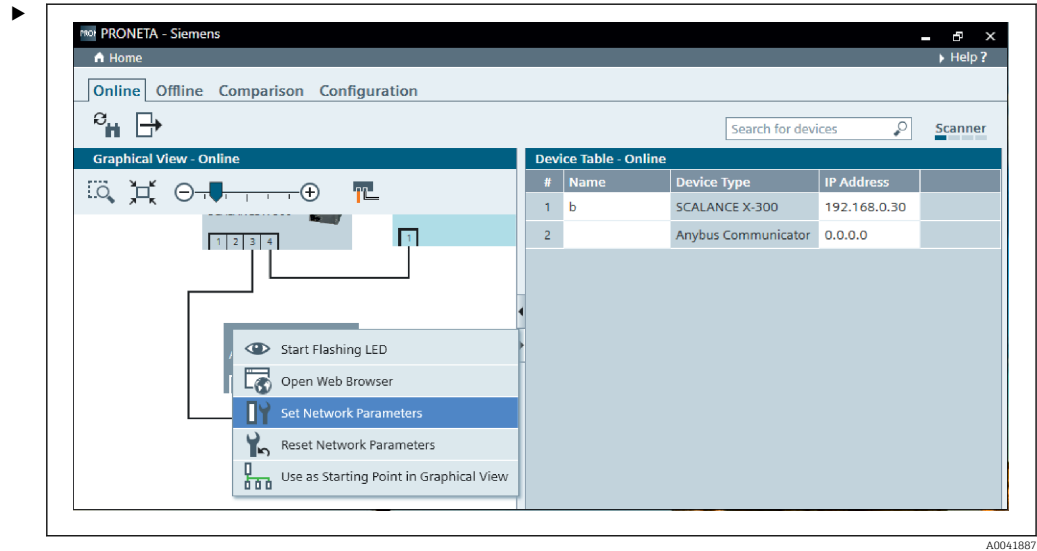 PRONETA - Siemens
Home
Help ?
Online Offline Comparison Configuration
Search for devices
Scanner
Graphical View - Online
Device Table - Online
# Name Device Type IP Address
1 b SCALANCE X-300 192.168.0.30
2 Anybus Communicator 0.0.0.0
1 2 3 4
1
Start Flashing LED
Open Web Browser
Set Network Parameters
Reset Network Parameters
Use as Starting Point in Graphical View
A0041887